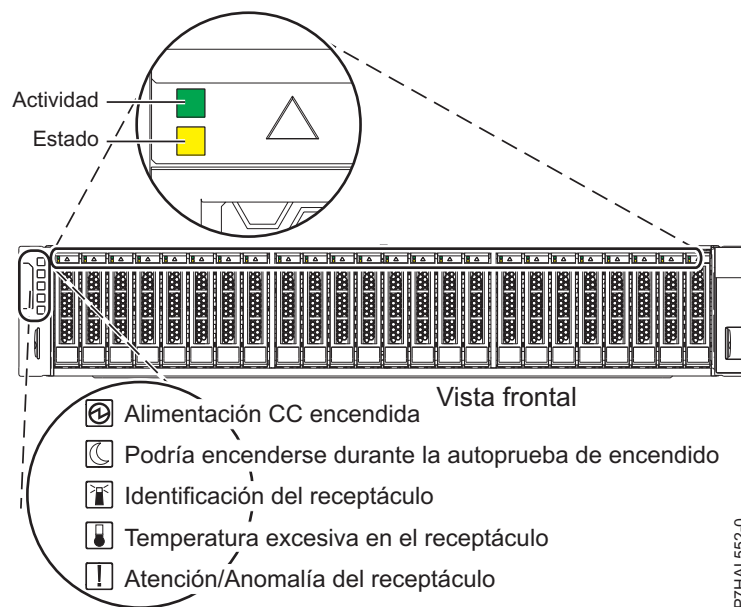 Actividad
Estado
Vista frontal
Alimentación CC encendida
Podría encenderse durante la autoprueba de encendido
Identificación del receptáculo
Temperatura excesiva en el receptáculo
Atención/Anomalía del receptáculo
P7HAL552-0